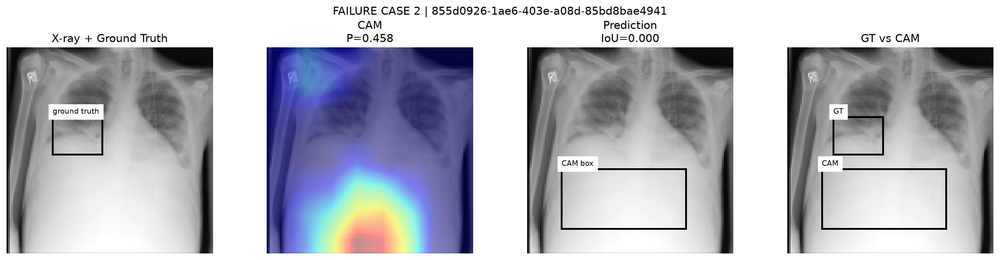 FAILURE CASE 2 | 855d0926-1ae6-403e-a08d-85bd8bae4941
X-ray + Ground Truth
CAM
P=0.458
Prediction
IoU=0.000
GT vs CAM
ground truth
CAM box
GT
CAM